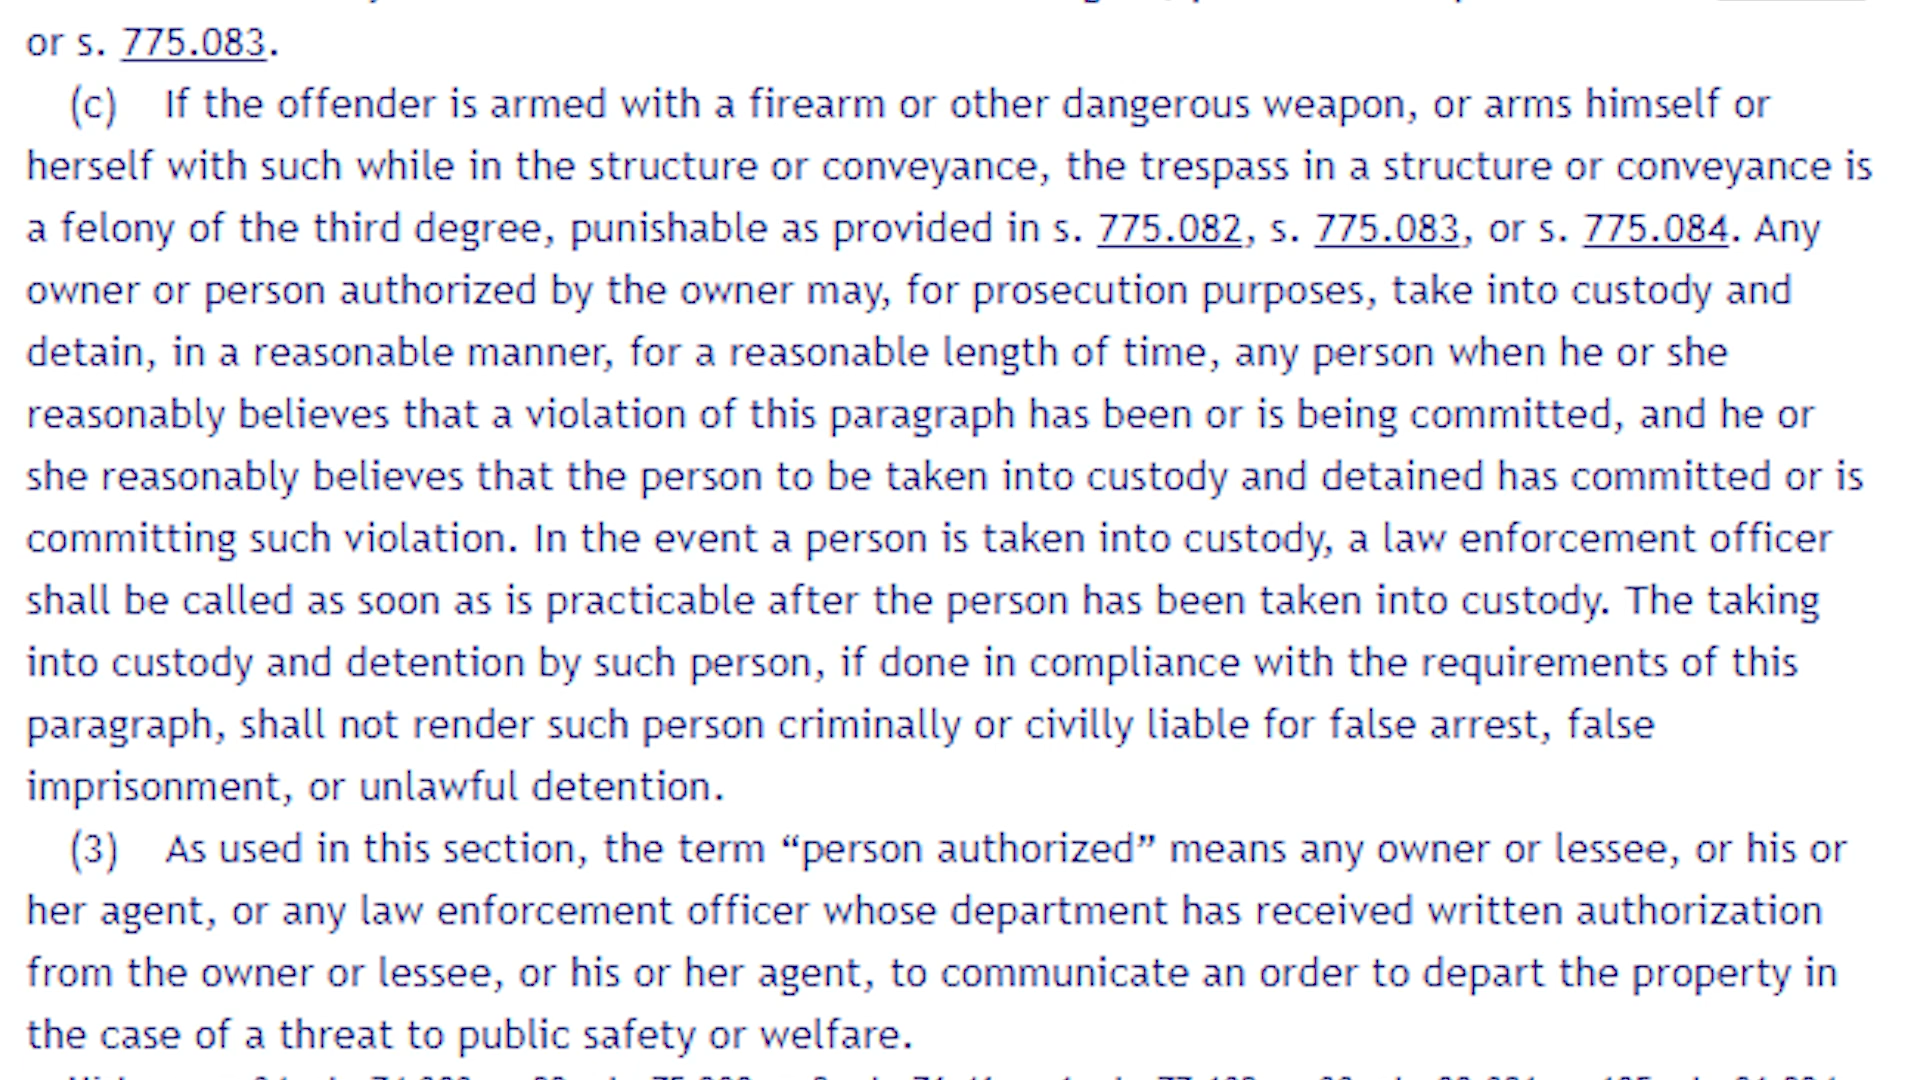 or s. 775.083.
(c) If the offender is armed with a firearm or other dangerous weapon, or arms himself or
herself with such while in the structure or conveyance, the trespass in a structure or conveyance is
a felony of the third degree, punishable as provided in s. 775.082, s. 775.083, or s. 775.084. Any
owner or person authorized by the owner may, for prosecution purposes, take into custody and
detain, in a reasonable manner, for a reasonable length of time, any person when he or she
reasonably believes that a violation of this paragraph has been or is being committed, and he or
she reasonably believes that the person to be taken into custody and detained has committed or is
committing such violation. In the event a person is taken into custody, a law enforcement officer
shall be called as soon as is practicable after the person has been taken into custody. The taking
into custody and detention by such person, if done in compliance with the requirements of this
paragraph, shall not render such person criminally or civilly liable for false arrest, false
imprisonment, or unlawful detention.
(3) As used in this section, the term “person authorized” means any owner or lessee, or his or
her agent, or any law enforcement officer whose department has received written authorization
from the owner or lessee, or his or her agent, to communicate an order to depart the property in
the case of a threat to public safety or welfare.